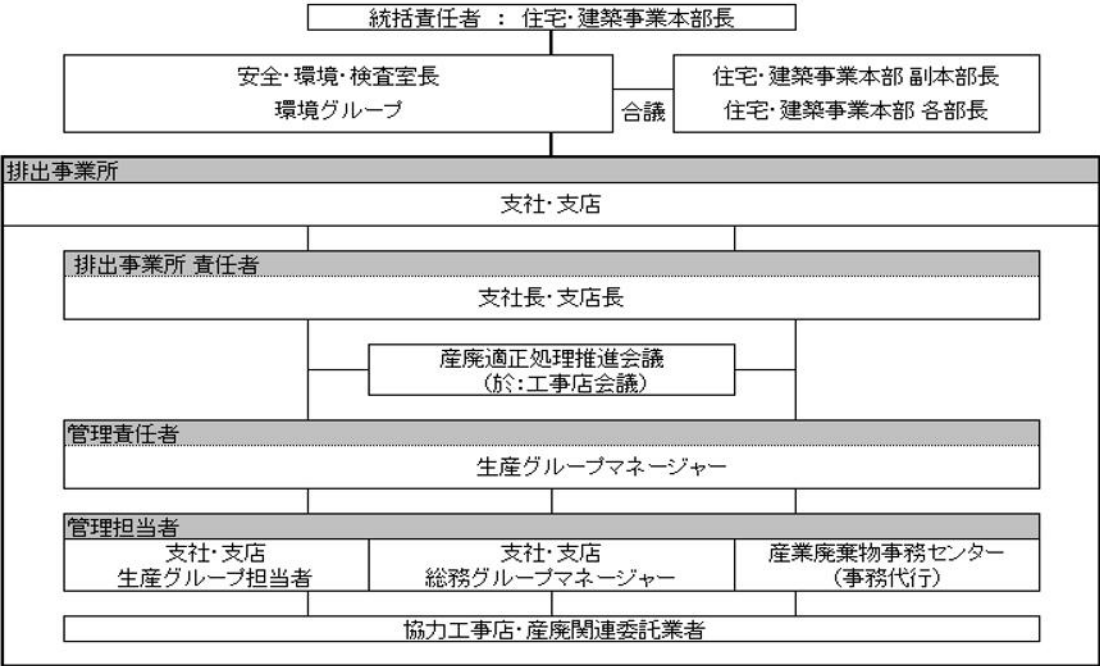 統括責任者 : 住宅・建築事業本部長
安全・環境・検査室長
環境グループ
合議
住宅・建築事業本部 副本部長
住宅・建築事業本部 各部長
排出事業所
支社・支店
排出事業所 責任者
支社長・支店長
産廃適正処理推進会議
(於:工事店会議)
管理責任者
生産グループマネージャー
管理担当者
支社・支店
生産グループ担当者
支社・支店
総務グループマネージャー
産業廃棄物事務センター
(事務代行)
協力工事店・産廃関連委託業者